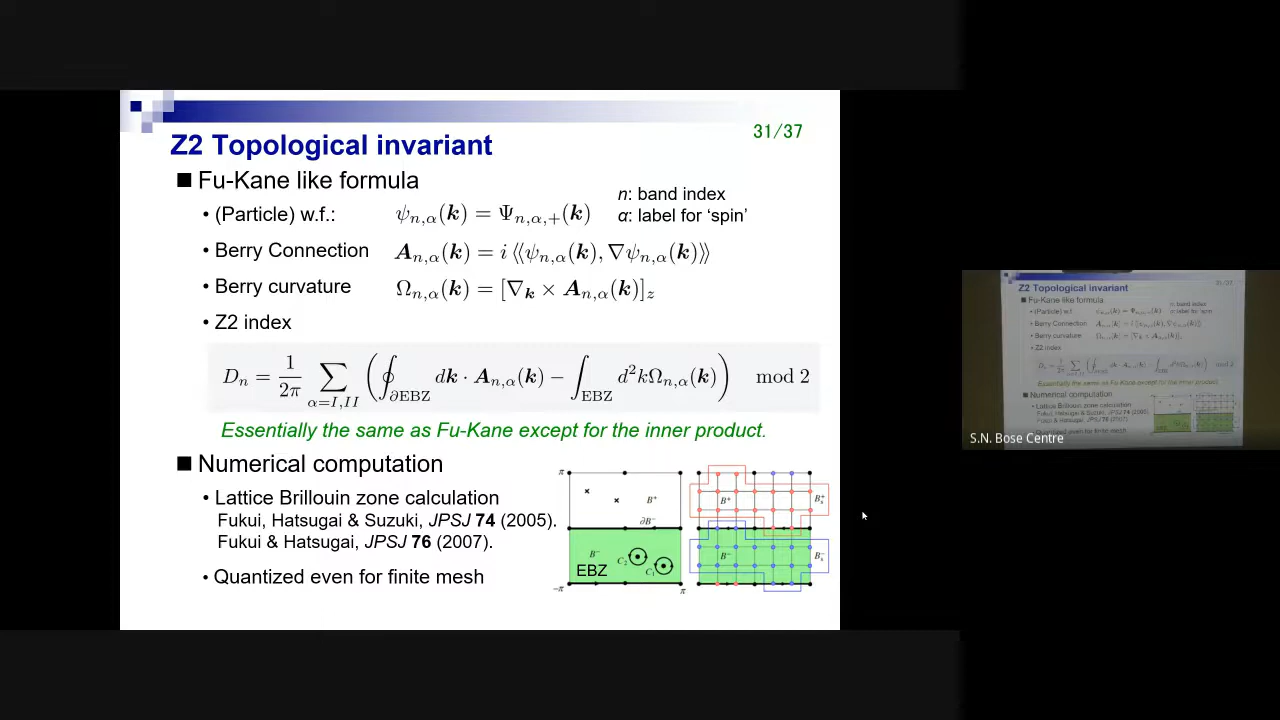 31/37
Z2 Topological invariant
■ Fu-Kane like formula
n: band index
α: label for ‘spin’
• (Particle) w.f.: ψ_{n,α}(k) = Ψ_{n,α,+}(k)
• Berry Connection A_{n,α}(k) = i ⟨⟨ψ_{n,α}(k), ∇ψ_{n,α}(k)⟩⟩
• Berry curvature Ω_{n,α}(k) = [∇_k × A_{n,α}(k)]_z
• Z2 index
D_n = 1/2π ∑_{α=I,II} (∮_{∂EBZ} dk · A_{n,α}(k) − ∫_{EBZ} d²kΩ_{n,α}(k)) mod 2
Essentially the same as Fu-Kane except for the inner product.
■ Numerical computation
• Lattice Brillouin zone calculation
Fukui, Hatsugai & Suzuki, JPSJ 74 (2005).
Fukui & Hatsugai, JPSJ 76 (2007).
• Quantized even for finite mesh
π
B⁺
∂B⁻
B⁻
C₂
C₁
EBZ
−π
π
B⁺
B⁻
S.N. Bose Centre